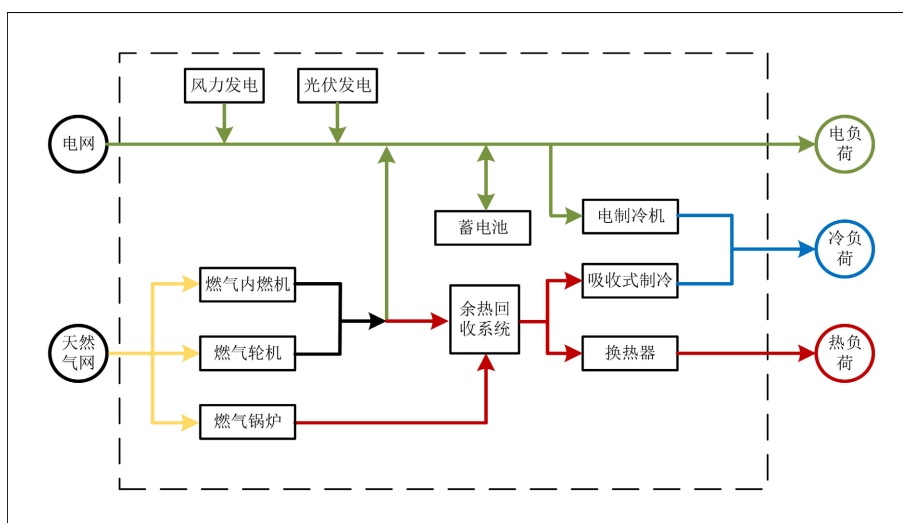 风力发电
光伏发电
电网
电负
荷
蓄电池
电制冷机
冷负
荷
燃气内燃机
余热回
收系统
吸收式制冷
天然
气网
燃气轮机
换热器
热负
荷
燃气锅炉